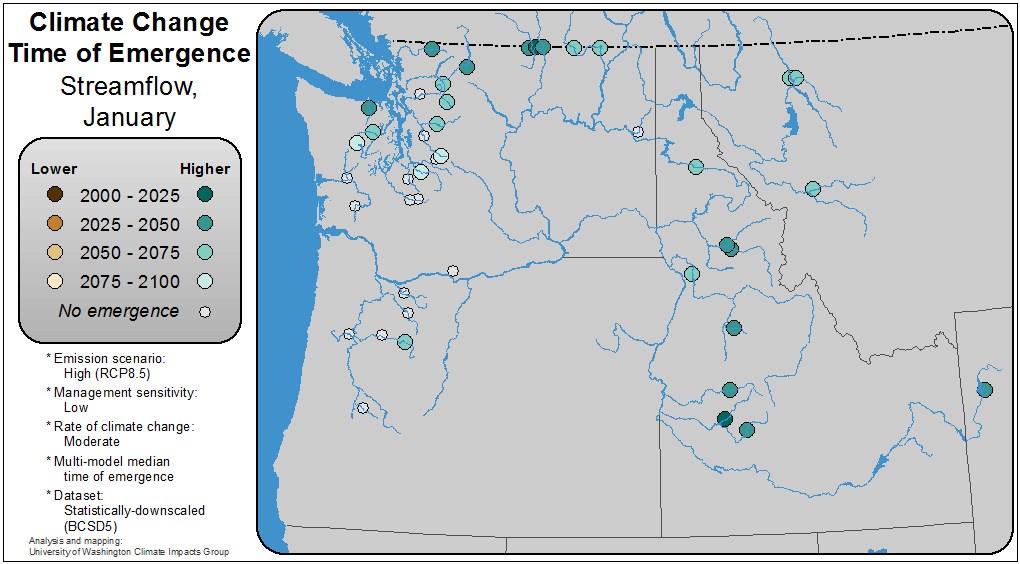 Climate Change
Time of Emergence
Streamflow,
January
Lower Higher
2000 - 2025
2025 - 2050
2050 - 2075
2075 - 2100
No emergence
* Emission scenario:
High (RCP8.5)
* Management sensitivity:
Low
* Rate of climate change:
Moderate
* Multi-model median
time of emergence
* Dataset:
Statistically-downscaled
(BCSD5)
Analysis and mapping:
University of Washington Climate Impacts Group